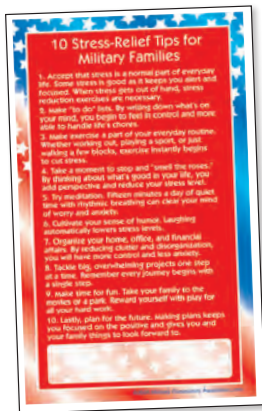 10 Stress-Relief Tips for
Military Families
1. Accept that stress is a normal part of everyday
life. Some stress is good as it keeps you alert and
focused. When stress gets out of hand, stress
reduction exercises are necessary.
2. Make "to do" lists. By writing down what's on
your mind, you begin to feel in control and more
able to handle life's chores.
3. Make exercise a part of your everyday routine.
Whether working out, playing a sport, or just
walking a few blocks, exercise instantly begins
to cut stress.
4. Take a moment to stop and "smell the roses."
By thinking about what's good in your life, you
add perspective and reduce your stress level.
5. Try meditation. Fifteen minutes a day of quiet
time with rhythmic breathing can clear your mind
of worry and anxiety.
6. Cultivate your sense of humor. Laughing
automatically lowers stress levels.
7. Organize your home, office, and financial
affairs. By reducing clutter and disorganization,
you will have more control and less anxiety.
8. Tackle big, overwhelming projects one step
at a time. Remember every journey begins with
a single step.
9. Make time for fun. Take your family to the
movies or a park. Reward yourself with play for
all your hard work.
10. Lastly, plan for the future. Making plans keeps
you focused on the positive and gives you and
your family things to look forward to.